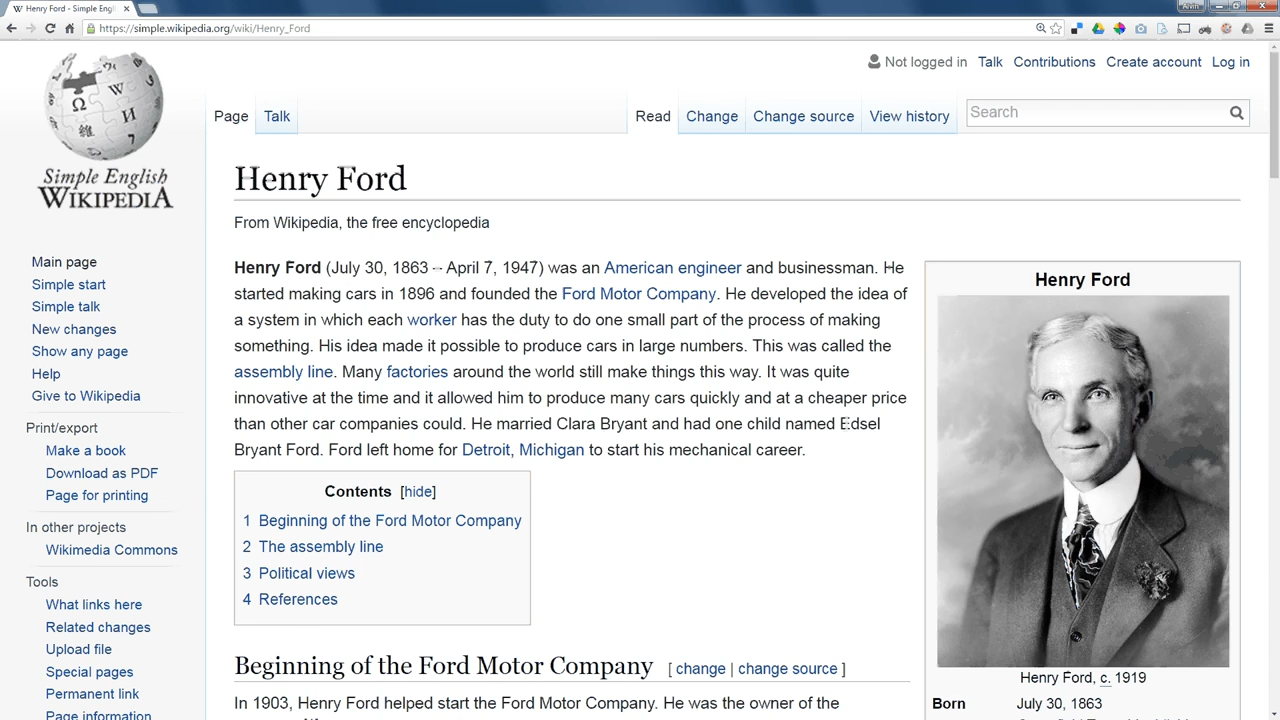 Henry Ford - Simple Engl
Alvin
https://simple.wikipedia.org/wiki/Henry_Ford
Not logged in Talk Contributions Create account Log in
Page Talk Read Change Change source View history Search
Simple English
WIKIPEDIA
Main page
Simple start
Simple talk
New changes
Show any page
Help
Give to Wikipedia
Print/export
Make a book
Download as PDF
Page for printing
In other projects
Wikimedia Commons
Tools
What links here
Related changes
Upload file
Special pages
Permanent link
Page information
Henry Ford
From Wikipedia, the free encyclopedia
Henry Ford (July 30, 1863 – April 7, 1947) was an American engineer and businessman. He
started making cars in 1896 and founded the Ford Motor Company. He developed the idea of
a system in which each worker has the duty to do one small part of the process of making
something. His idea made it possible to produce cars in large numbers. This was called the
assembly line. Many factories around the world still make things this way. It was quite
innovative at the time and it allowed him to produce many cars quickly and at a cheaper price
than other car companies could. He married Clara Bryant and had one child named Edsel
Bryant Ford. Ford left home for Detroit, Michigan to start his mechanical career.
Contents [hide]
1 Beginning of the Ford Motor Company
2 The assembly line
3 Political views
4 References
Beginning of the Ford Motor Company [ change | change source ]
In 1903, Henry Ford helped start the Ford Motor Company. He was the owner of the
Henry Ford
Henry Ford, c. 1919
Born July 30, 1863